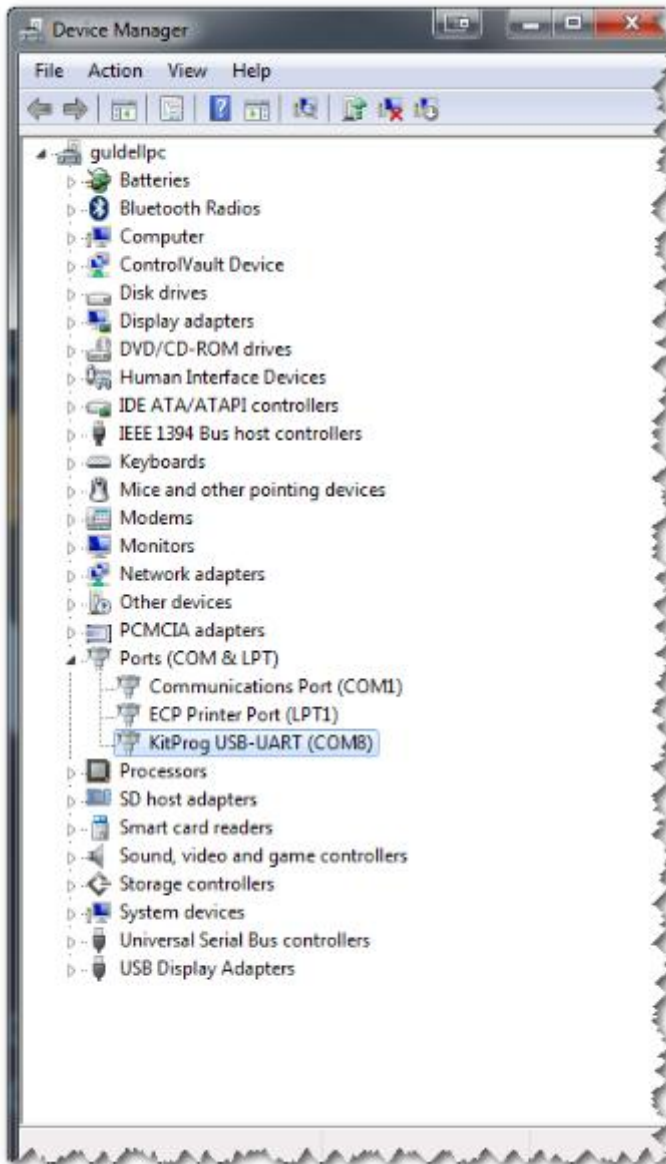 Device Manager
File Action View Help
guldellpc
Batteries
Bluetooth Radios
Computer
ControlVault Device
Disk drives
Display adapters
DVD/CD-ROM drives
Human Interface Devices
IDE ATA/ATAPI controllers
IEEE 1394 Bus host controllers
Keyboards
Mice and other pointing devices
Modems
Monitors
Network adapters
Other devices
PCMCIA adapters
Ports (COM & LPT)
Communications Port (COM1)
ECP Printer Port (LPT1)
KitProg USB-UART (COM8)
Processors
SD host adapters
Smart card readers
Sound, video and game controllers
Storage controllers
System devices
Universal Serial Bus controllers
USB Display Adapters